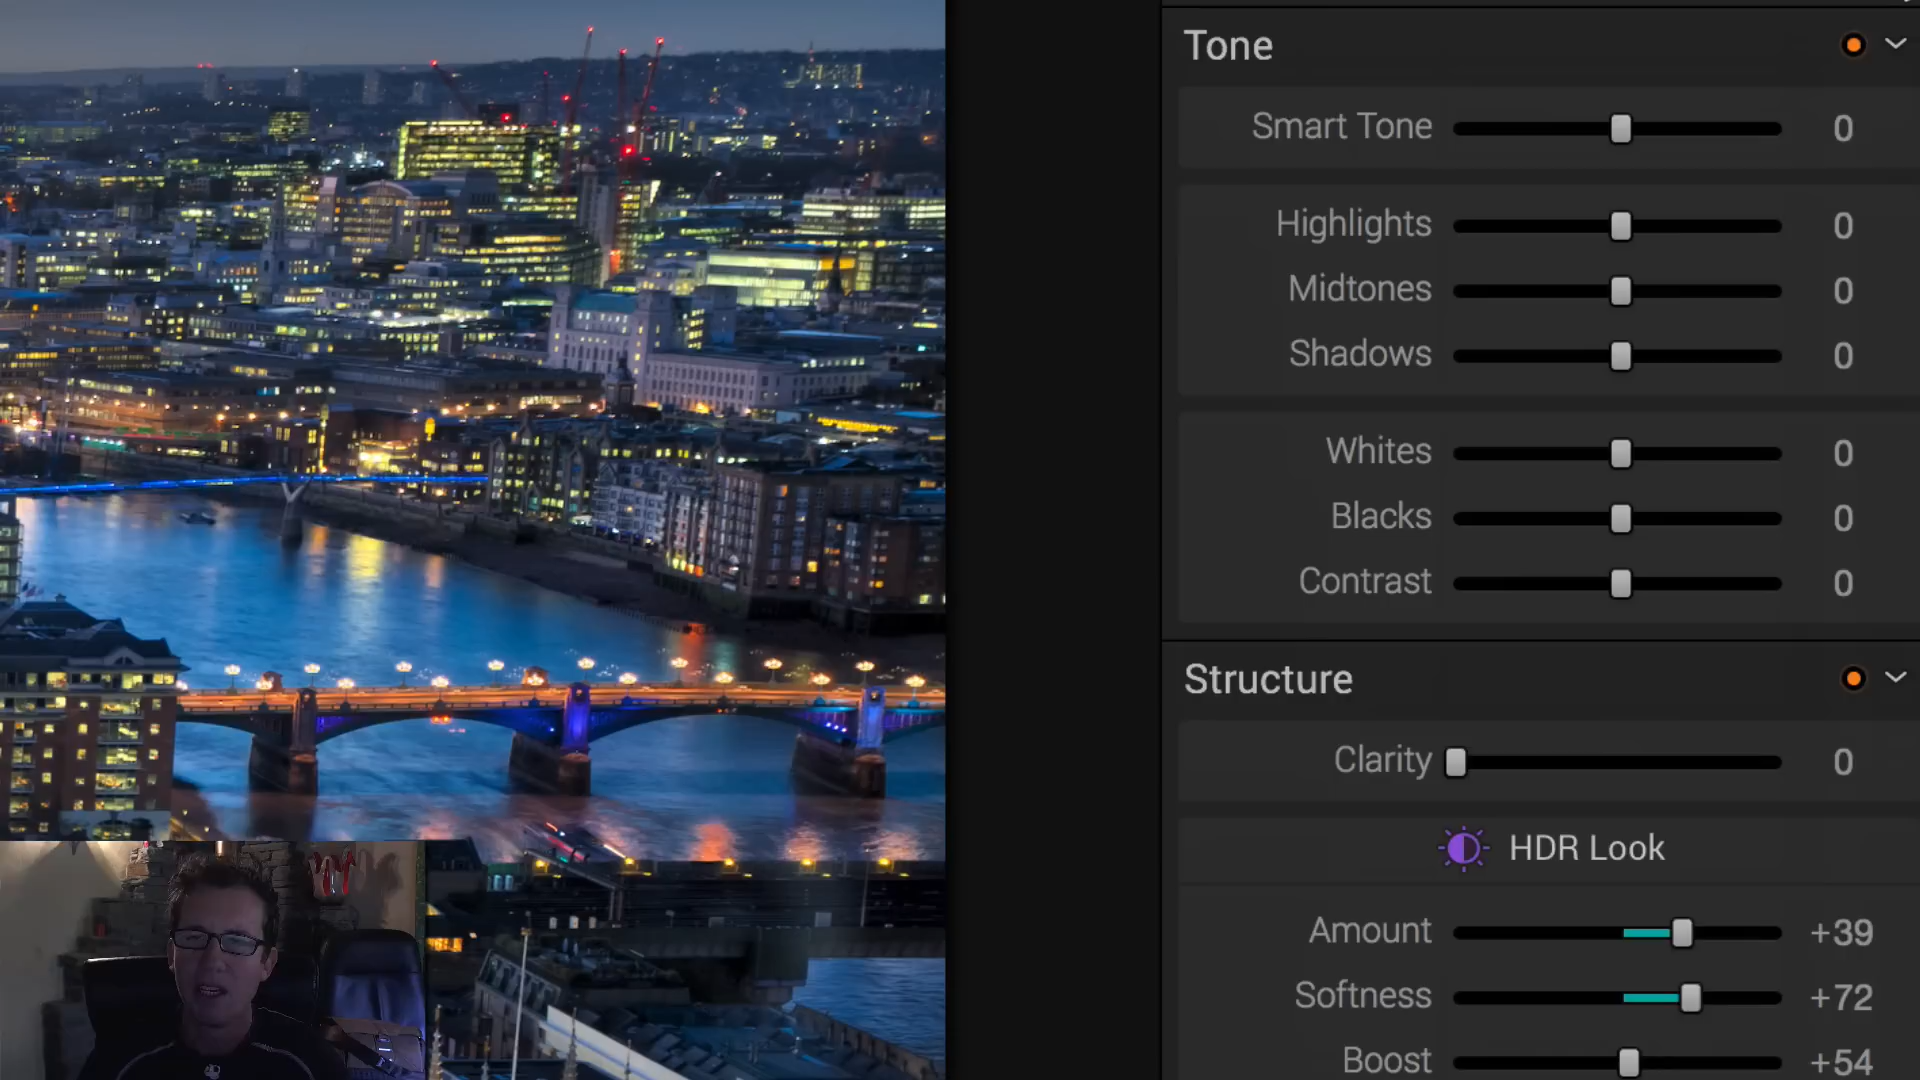 Tone
Smart Tone 0
Highlights 0
Midtones 0
Shadows 0
Whites 0
Blacks 0
Contrast 0
Structure
Clarity 0
HDR Look
Amount +39
Softness +72
Boost +54